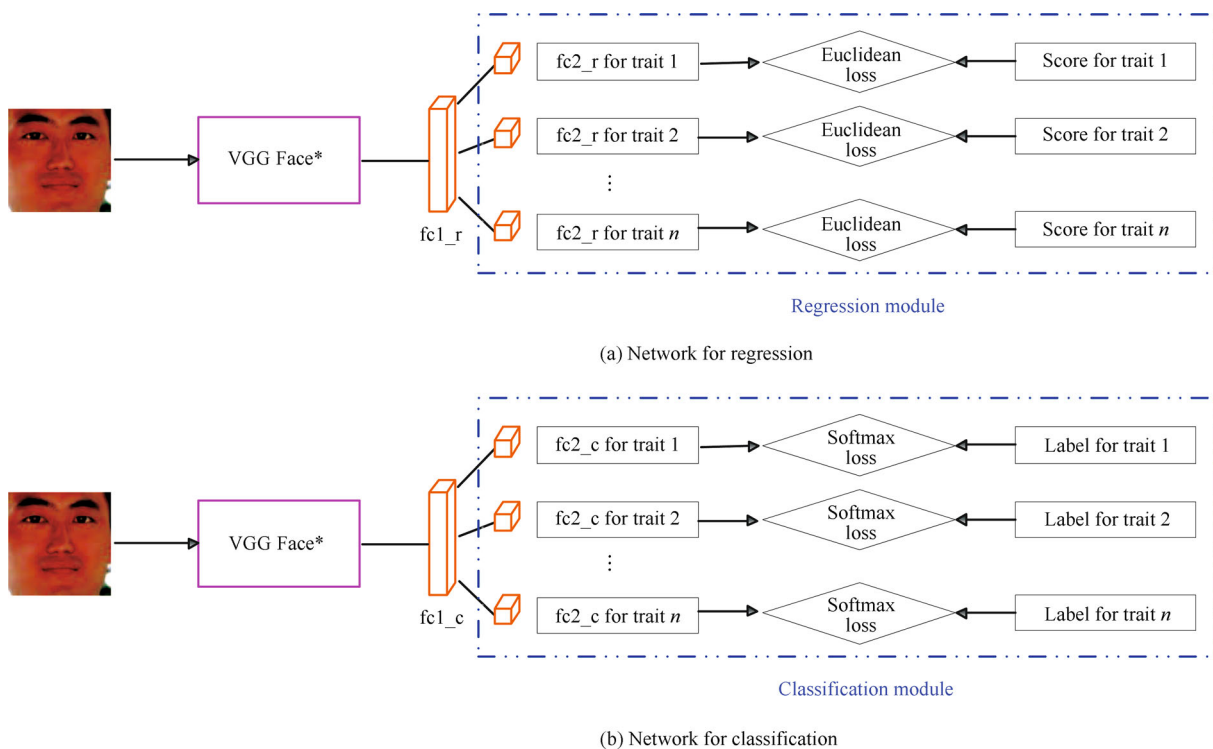 fc2_r for trait 1
Euclidean
loss
Score for trait 1
VGG Face*
fc2_r for trait 2
Euclidean
loss
Score for trait 2
⋮
fc1_r
fc2_r for trait n
Euclidean
loss
Score for trait n
Regression module
(a) Network for regression
fc2_c for trait 1
Softmax
loss
Label for trait 1
VGG Face*
fc2_c for trait 2
Softmax
loss
Label for trait 2
⋮
fc1_c
fc2_c for trait n
Softmax
loss
Label for trait n
Classification module
(b) Network for classification